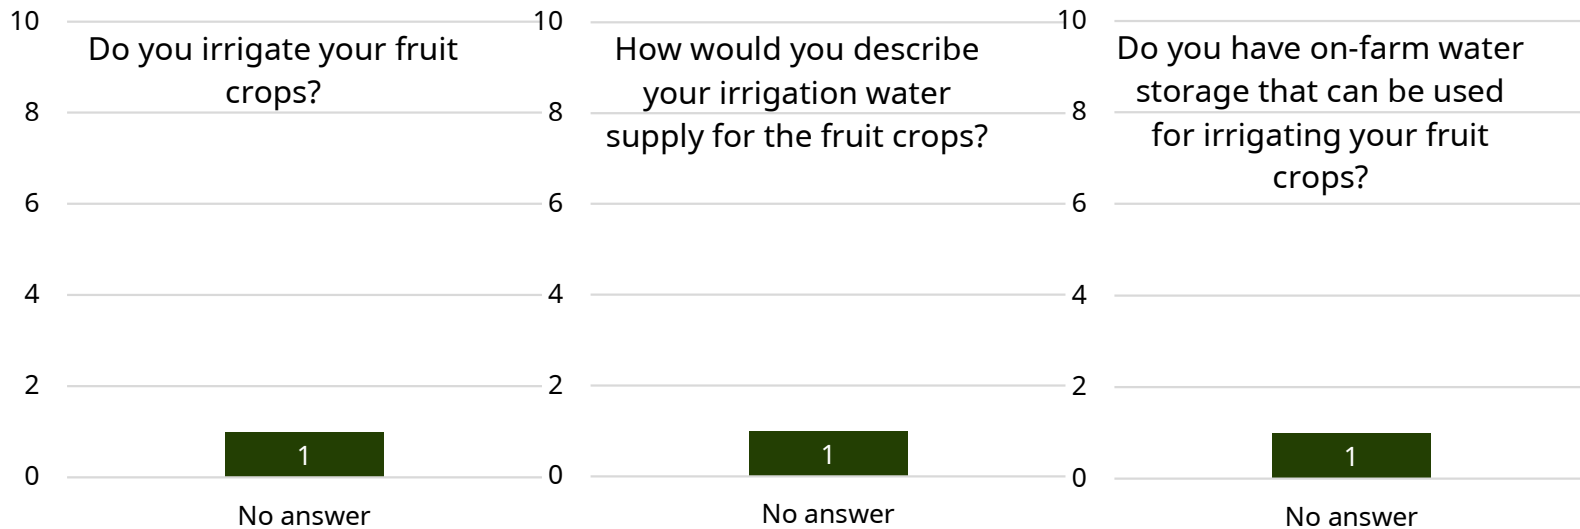 10
Do you irrigate your fruit
crops?
8
6
4
2
0
1
No answer
10
How would you describe
your irrigation water
supply for the fruit crops?
8
6
4
2
0
1
No answer
10
Do you have on-farm water
storage that can be used
for irrigating your fruit
crops?
8
6
4
2
0
1
No answer